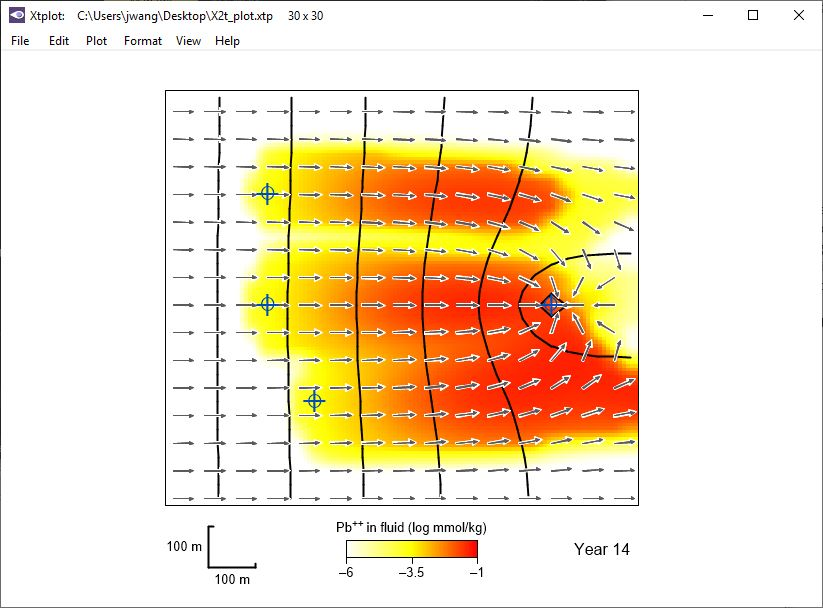 Xtplot: C:\Users\jwang\Desktop\X2t_plot.xtp 30 x 30
File Edit Plot Format View Help
Pb⁺⁺ in fluid (log mmol/kg)
100 m
100 m
–6 –3.5 –1
Year 14